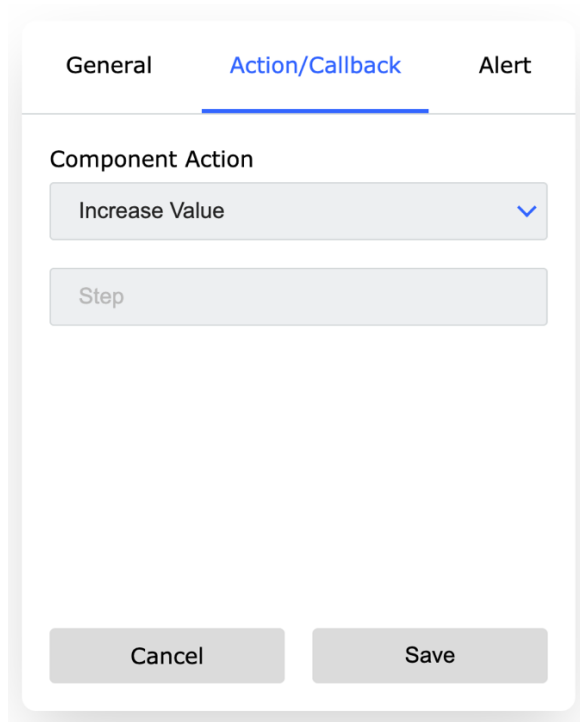 General Action/Callback Alert
Component Action
Increase Value
Step
Cancel Save